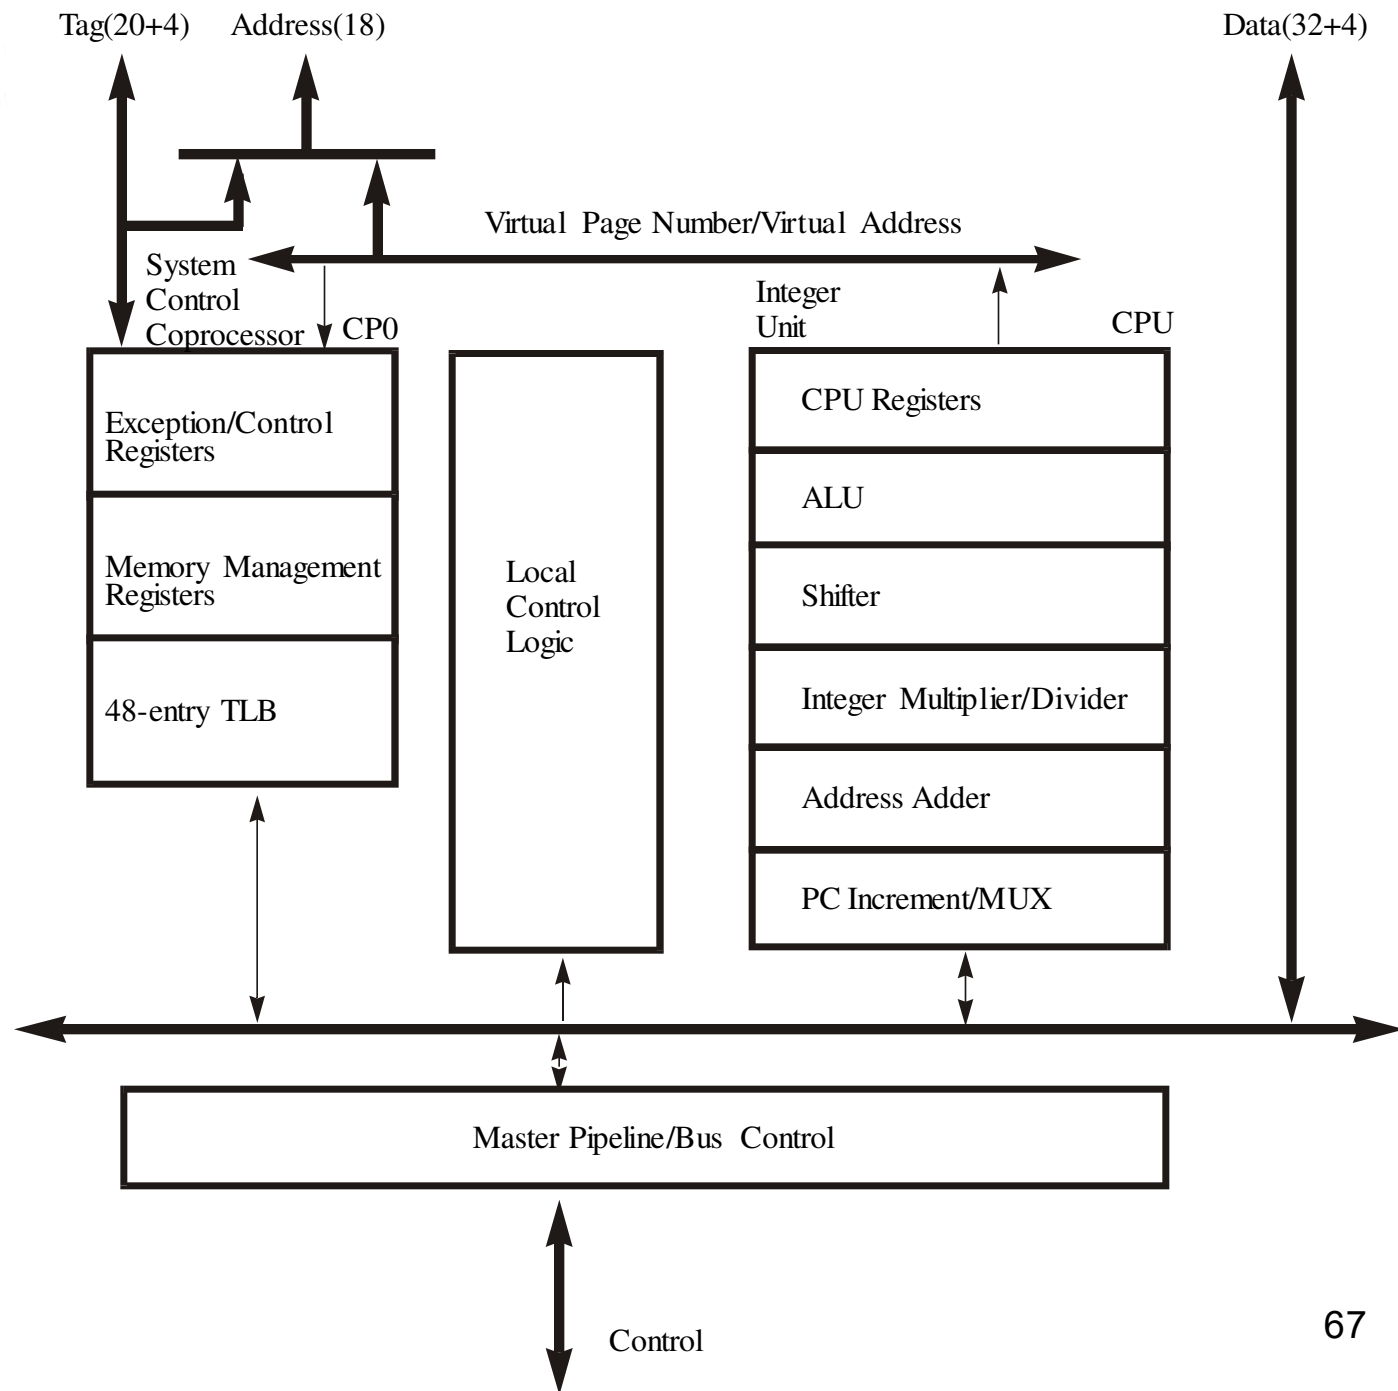 Tag(20+4)
Address(18)
Data(32+4)
Virtual Page Number/Virtual Address
System
Control
Coprocessor
CP0
Integer
Unit
CPU
Exception/Control
Registers
Memory Management
Registers
48-entry TLB
Local
Control
Logic
CPU Registers
ALU
Shifter
Integer Multiplier/Divider
Address Adder
PC Increment/MUX
Master Pipeline/Bus Control
Control
67